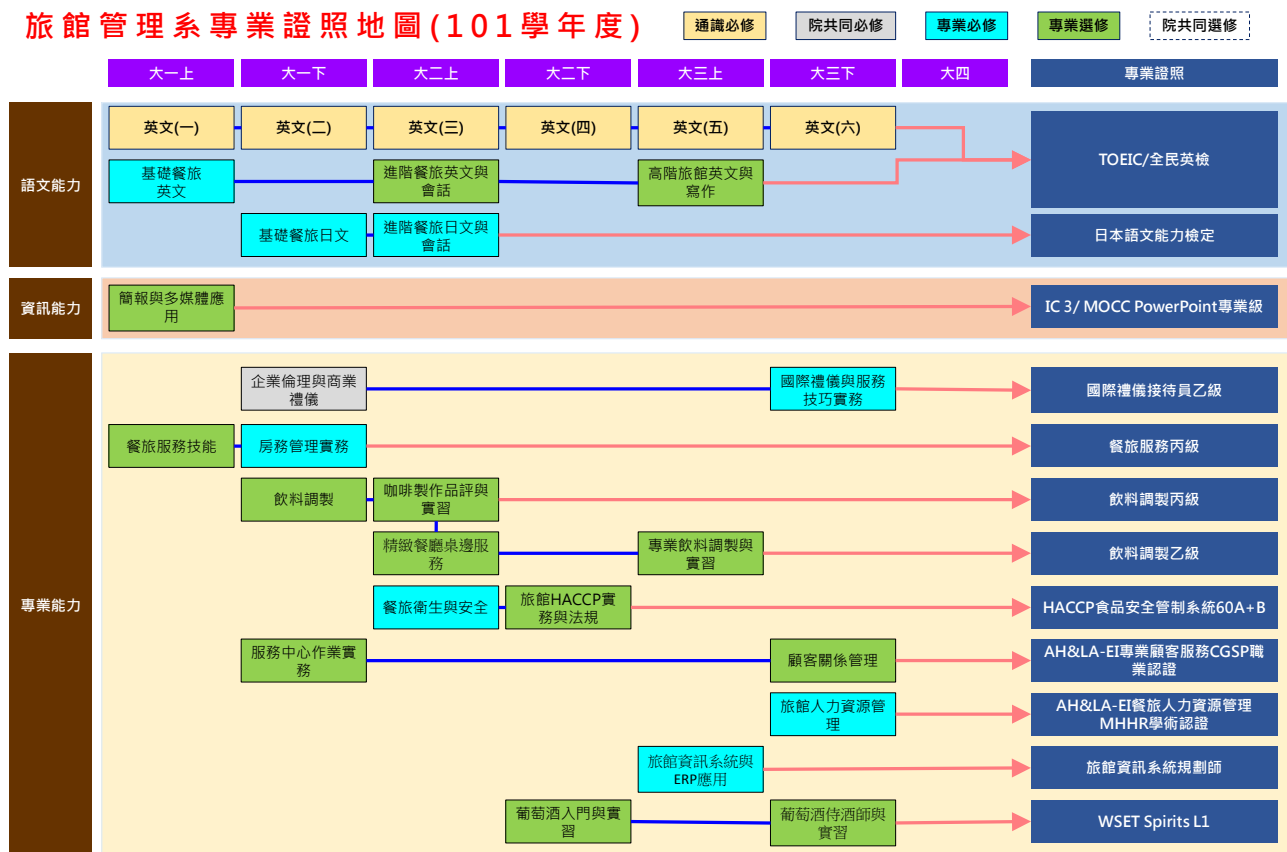 旅館管理系專業證照地圖(101學年度)
通識必修
院共同必修
專業必修
專業選修
院共同選修
大一上
大一下
大二上
大二下
大三上
大三下
大四
專業證照
語文能力
英文(一)
英文(二)
英文(三)
英文(四)
英文(五)
英文(六)
TOEIC/全民英檢
基礎餐旅
英文
進階餐旅英文與
會話
高階旅館英文與
寫作
基礎餐旅日文
進階餐旅日文與
會話
日本語文能力檢定
資訊能力
簡報與多媒體應
用
IC 3/ MOCC PowerPoint專業級
專業能力
企業倫理與商業
禮儀
國際禮儀與服務
技巧實務
國際禮儀接待員乙級
餐旅服務技能
房務管理實務
餐旅服務丙級
飲料調製
咖啡製作品評與
實習
飲料調製丙級
精緻餐廳桌邊服
務
專業飲料調製與
實習
飲料調製乙級
餐旅衛生與安全
旅館HACCP實
務與法規
HACCP食品安全管制系統60A+B
服務中心作業實
務
顧客關係管理
AH&LA-EI專業顧客服務CGSP職
業認證
旅館人力資源管
理
AH&LA-EI餐旅人力資源管理
MHHR學術認證
旅館資訊系統與
ERP應用
旅館資訊系統規劃師
葡萄酒入門與實
習
葡萄酒侍酒師與
實習
WSET Spirits L1